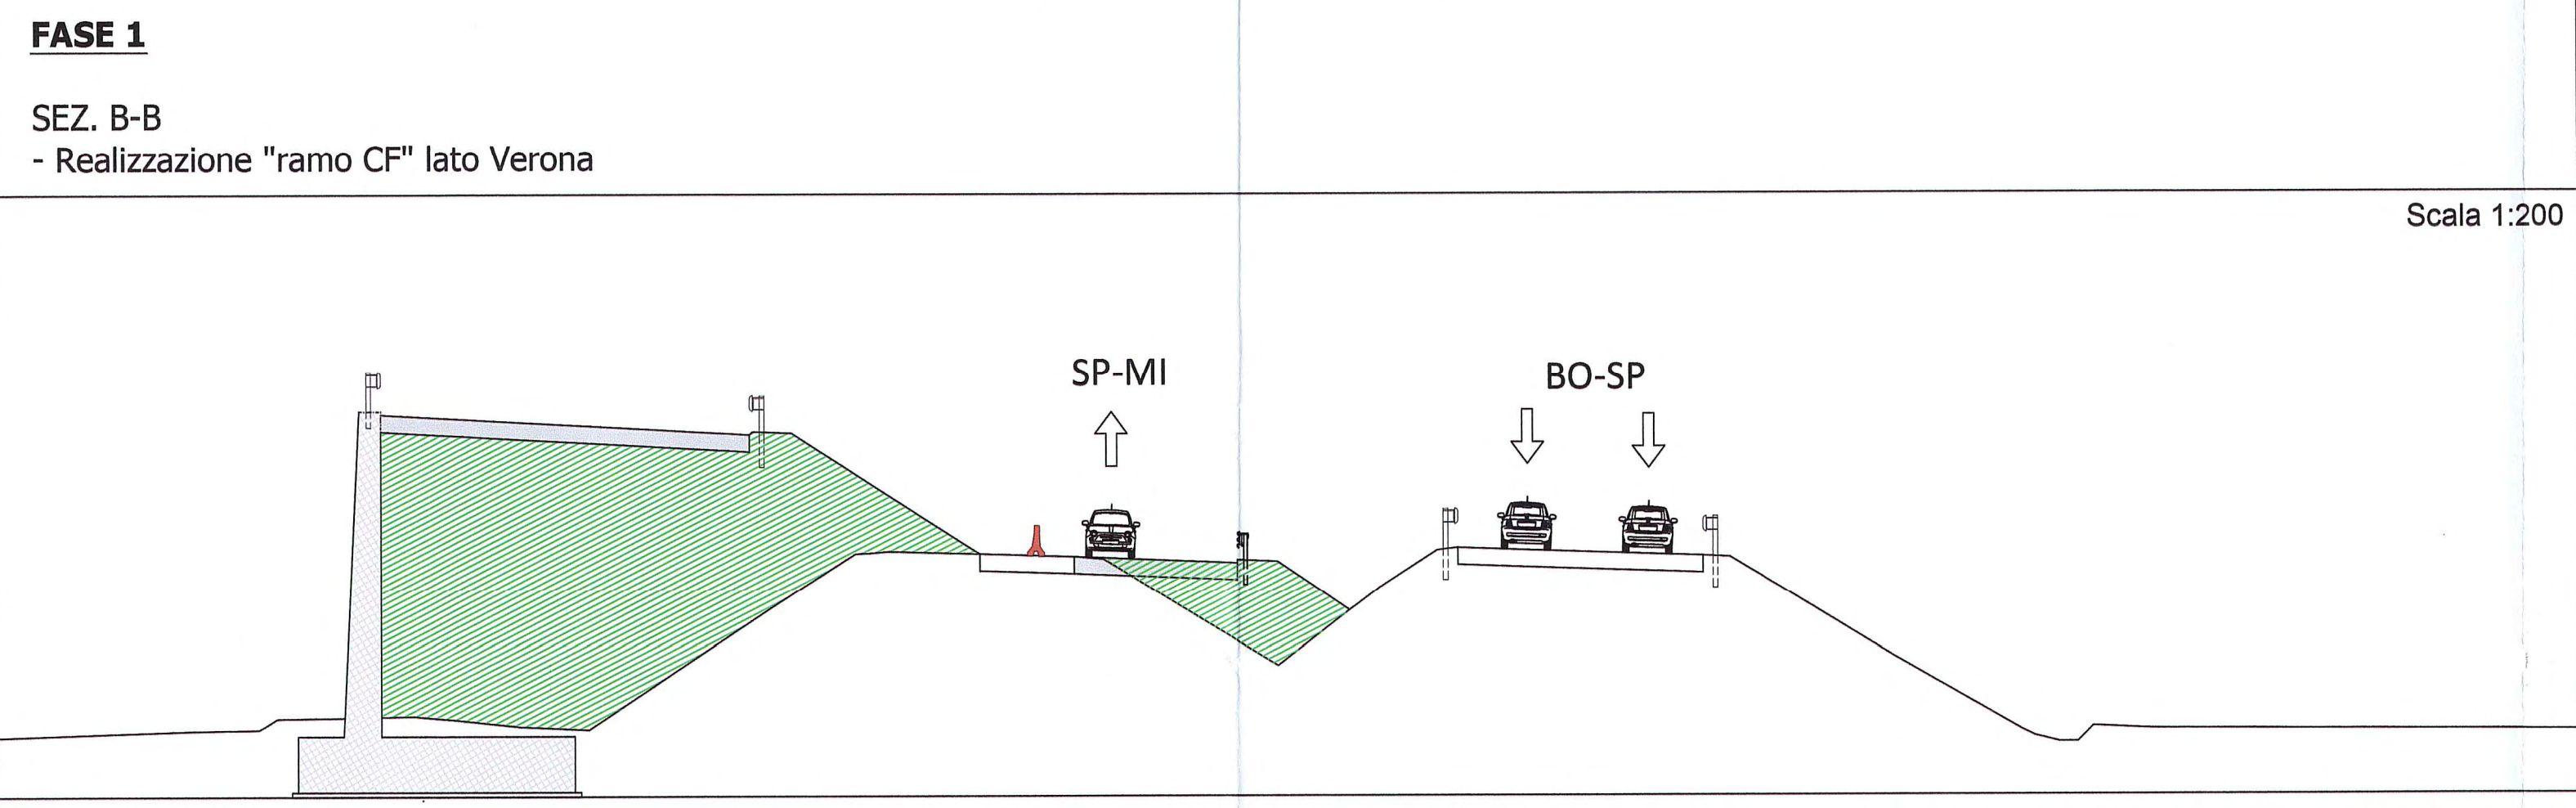 FASE 1
SEZ. B-B
- Realizzazione "ramo CF" lato Verona
Scala 1:200
SP-MI
BO-SP